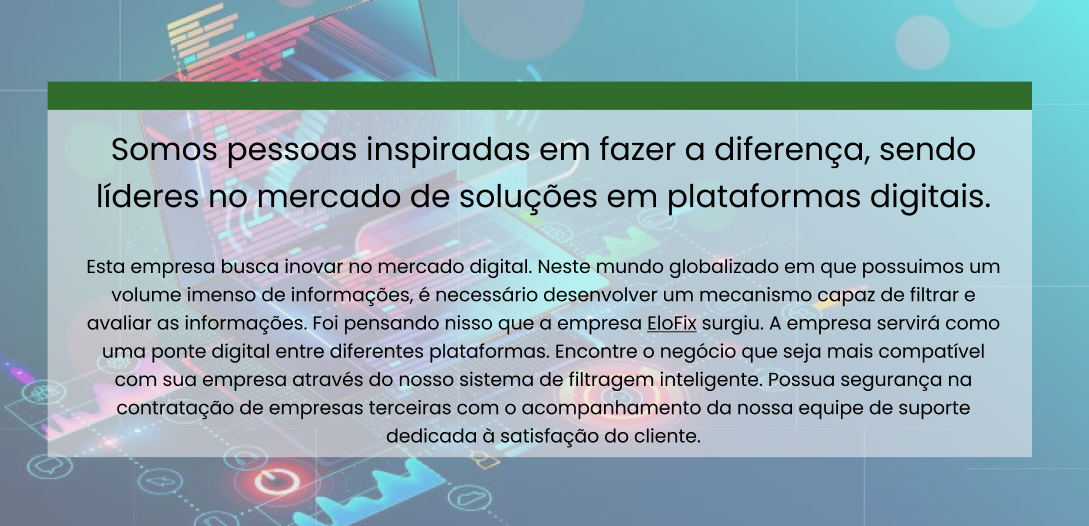 Somos pessoas inspiradas em fazer a diferença, sendo
líderes no mercado de soluções em plataformas digitais.
Esta empresa busca inovar no mercado digital. Neste mundo globalizado em que possuimos um
volume imenso de informações, é necessário desenvolver um mecanismo capaz de filtrar e
avaliar as informações. Foi pensando nisso que a empresa EloFix surgiu. A empresa servirá como
uma ponte digital entre diferentes plataformas. Encontre o negócio que seja mais compatível
com sua empresa através do nosso sistema de filtragem inteligente. Possua segurança na
contratação de empresas terceiras com o acompanhamento da nossa equipe de suporte
dedicada à satisfação do cliente.